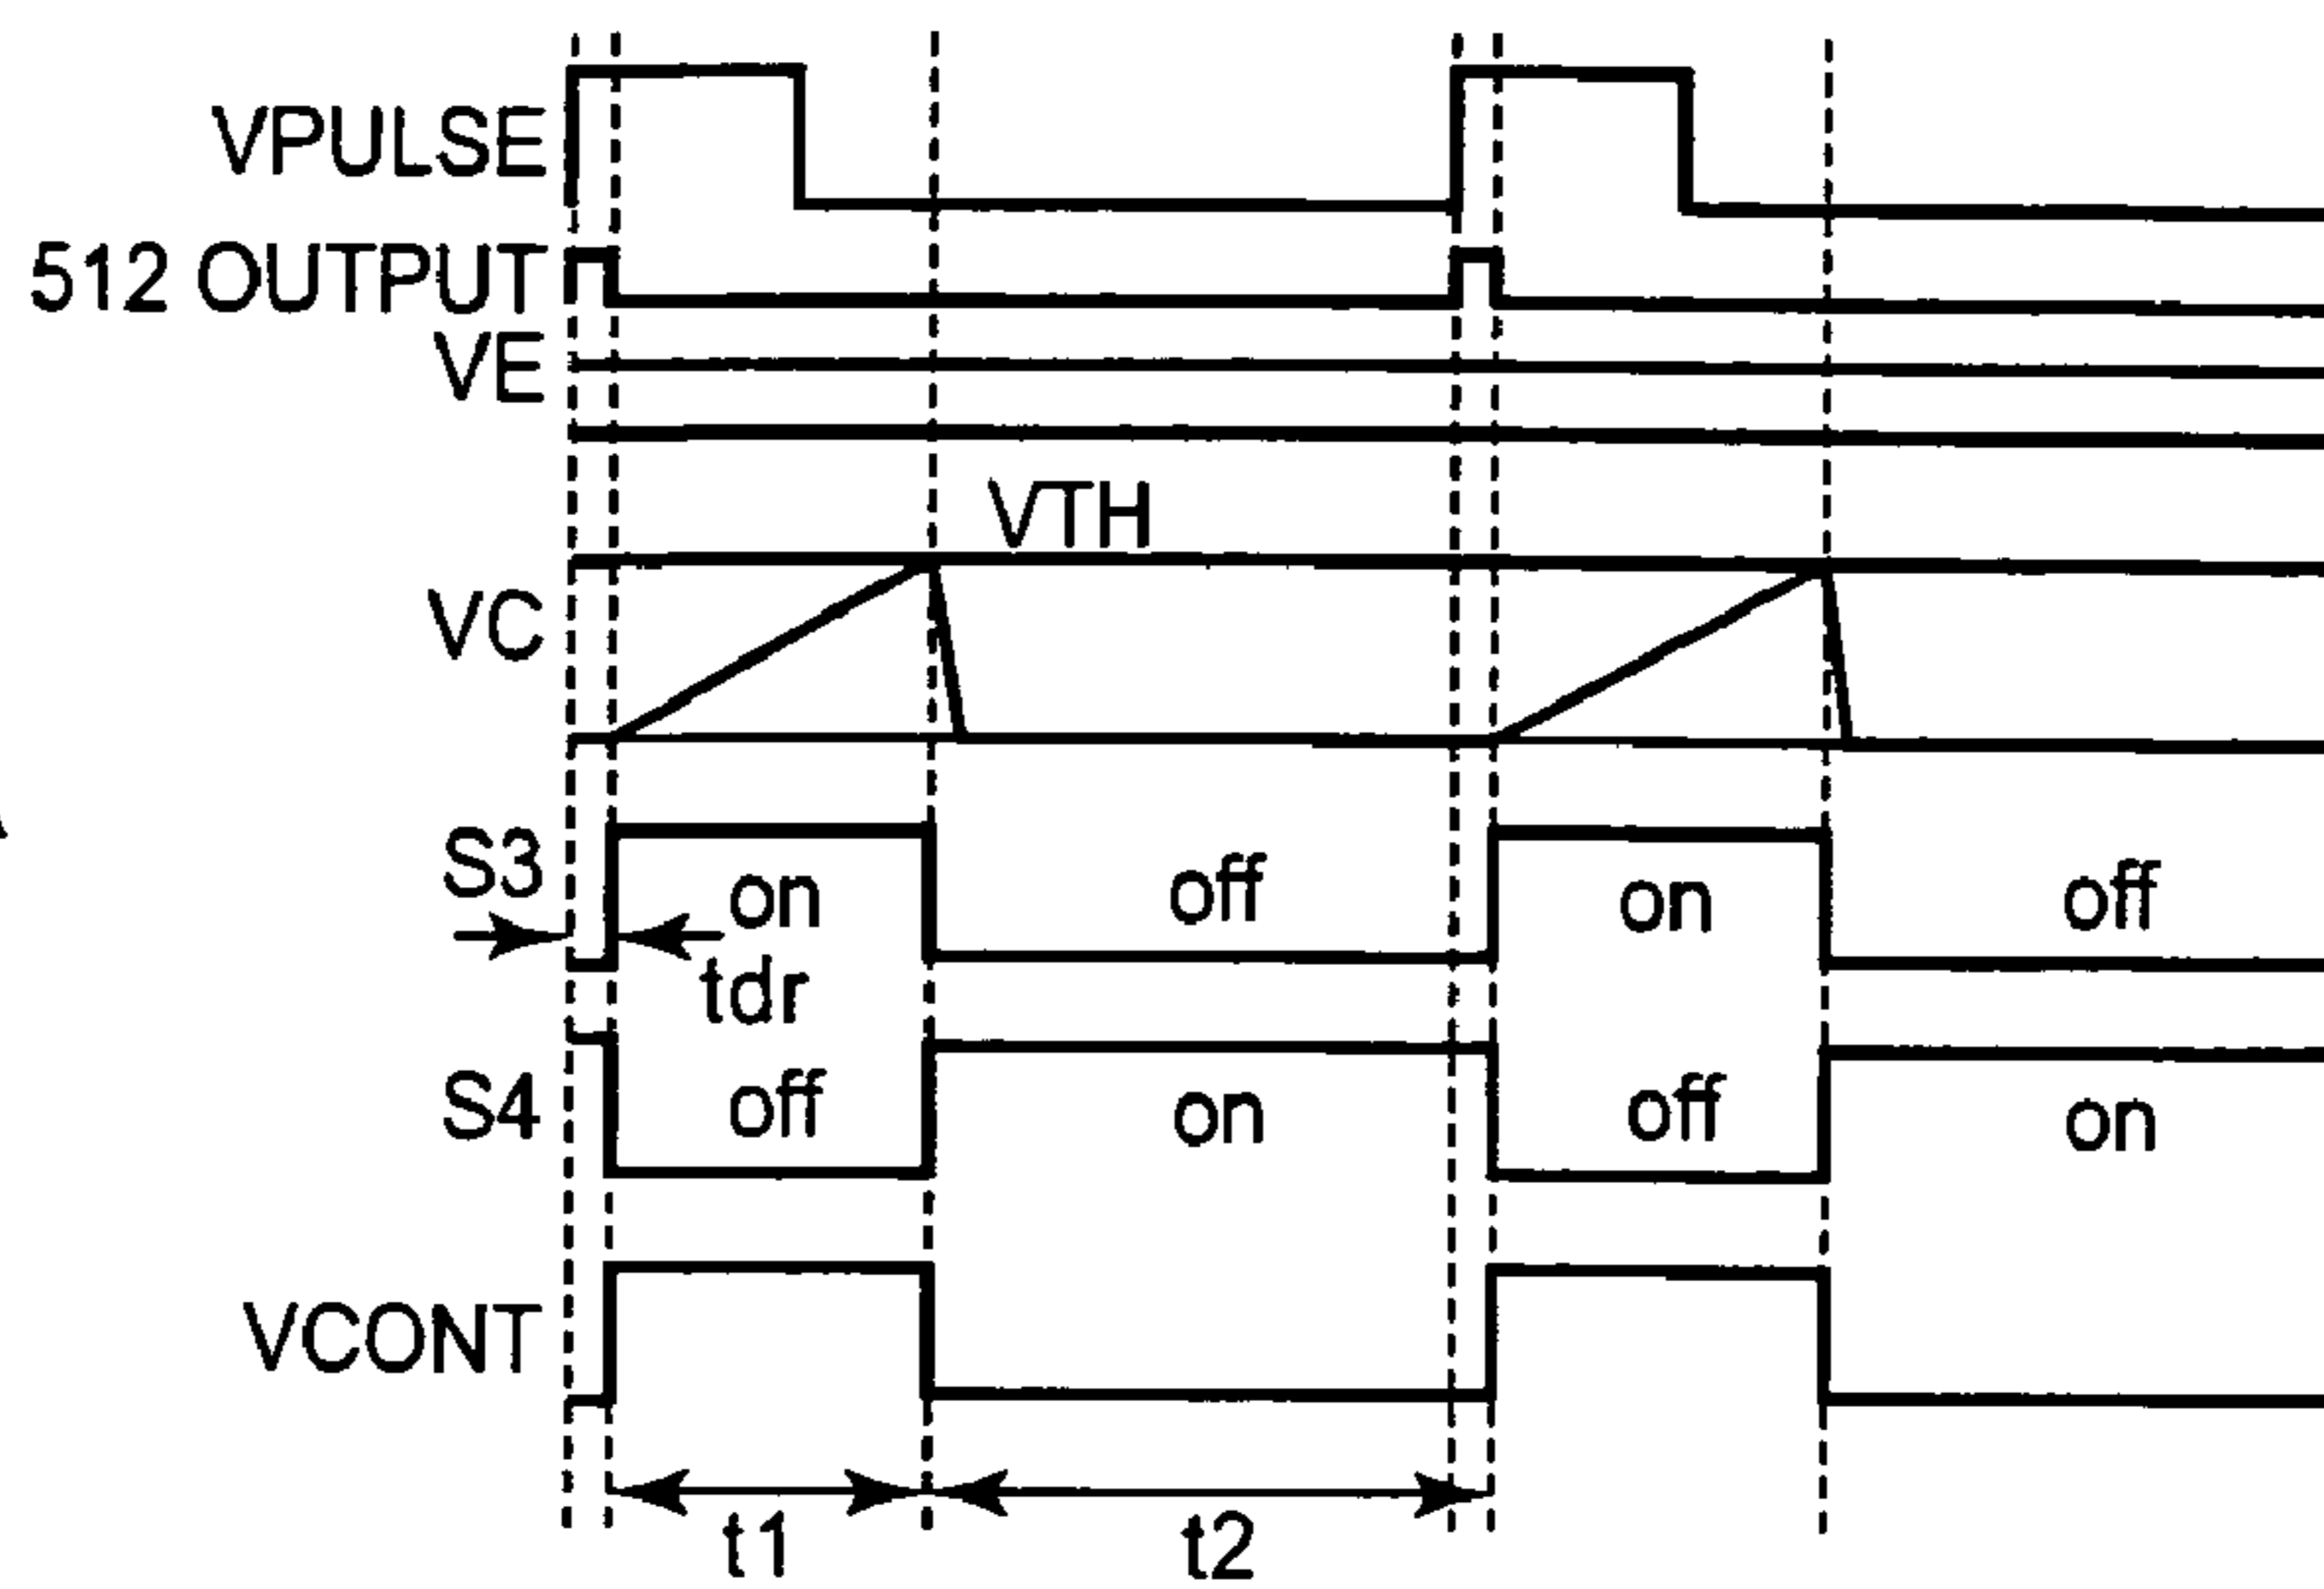 VPULSE
512 OUTPUT
VE
VTH
VC
S3
on
off
on
off
tdr
S4
off
on
off
on
VCONT
t1
t2